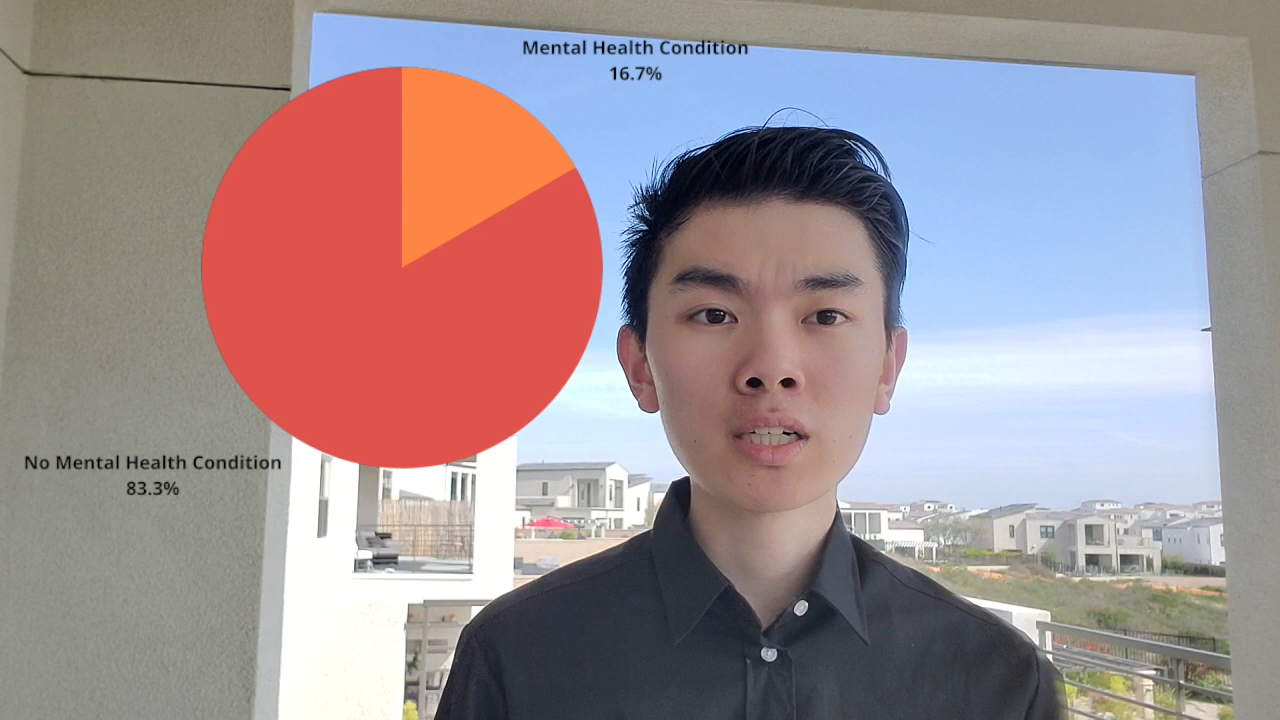 Mental Health Condition
16.7%
No Mental Health Condition
83.3%